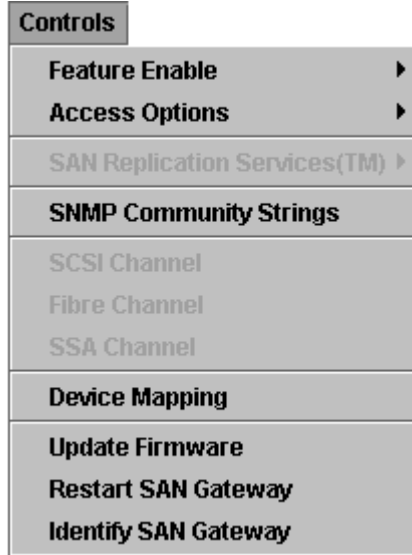 Controls
Feature Enable
Access Options
SAN Replication Services(TM)
SNMP Community Strings
SCSI Channel
Fibre Channel
SSA Channel
Device Mapping
Update Firmware
Restart SAN Gateway
Identify SAN Gateway